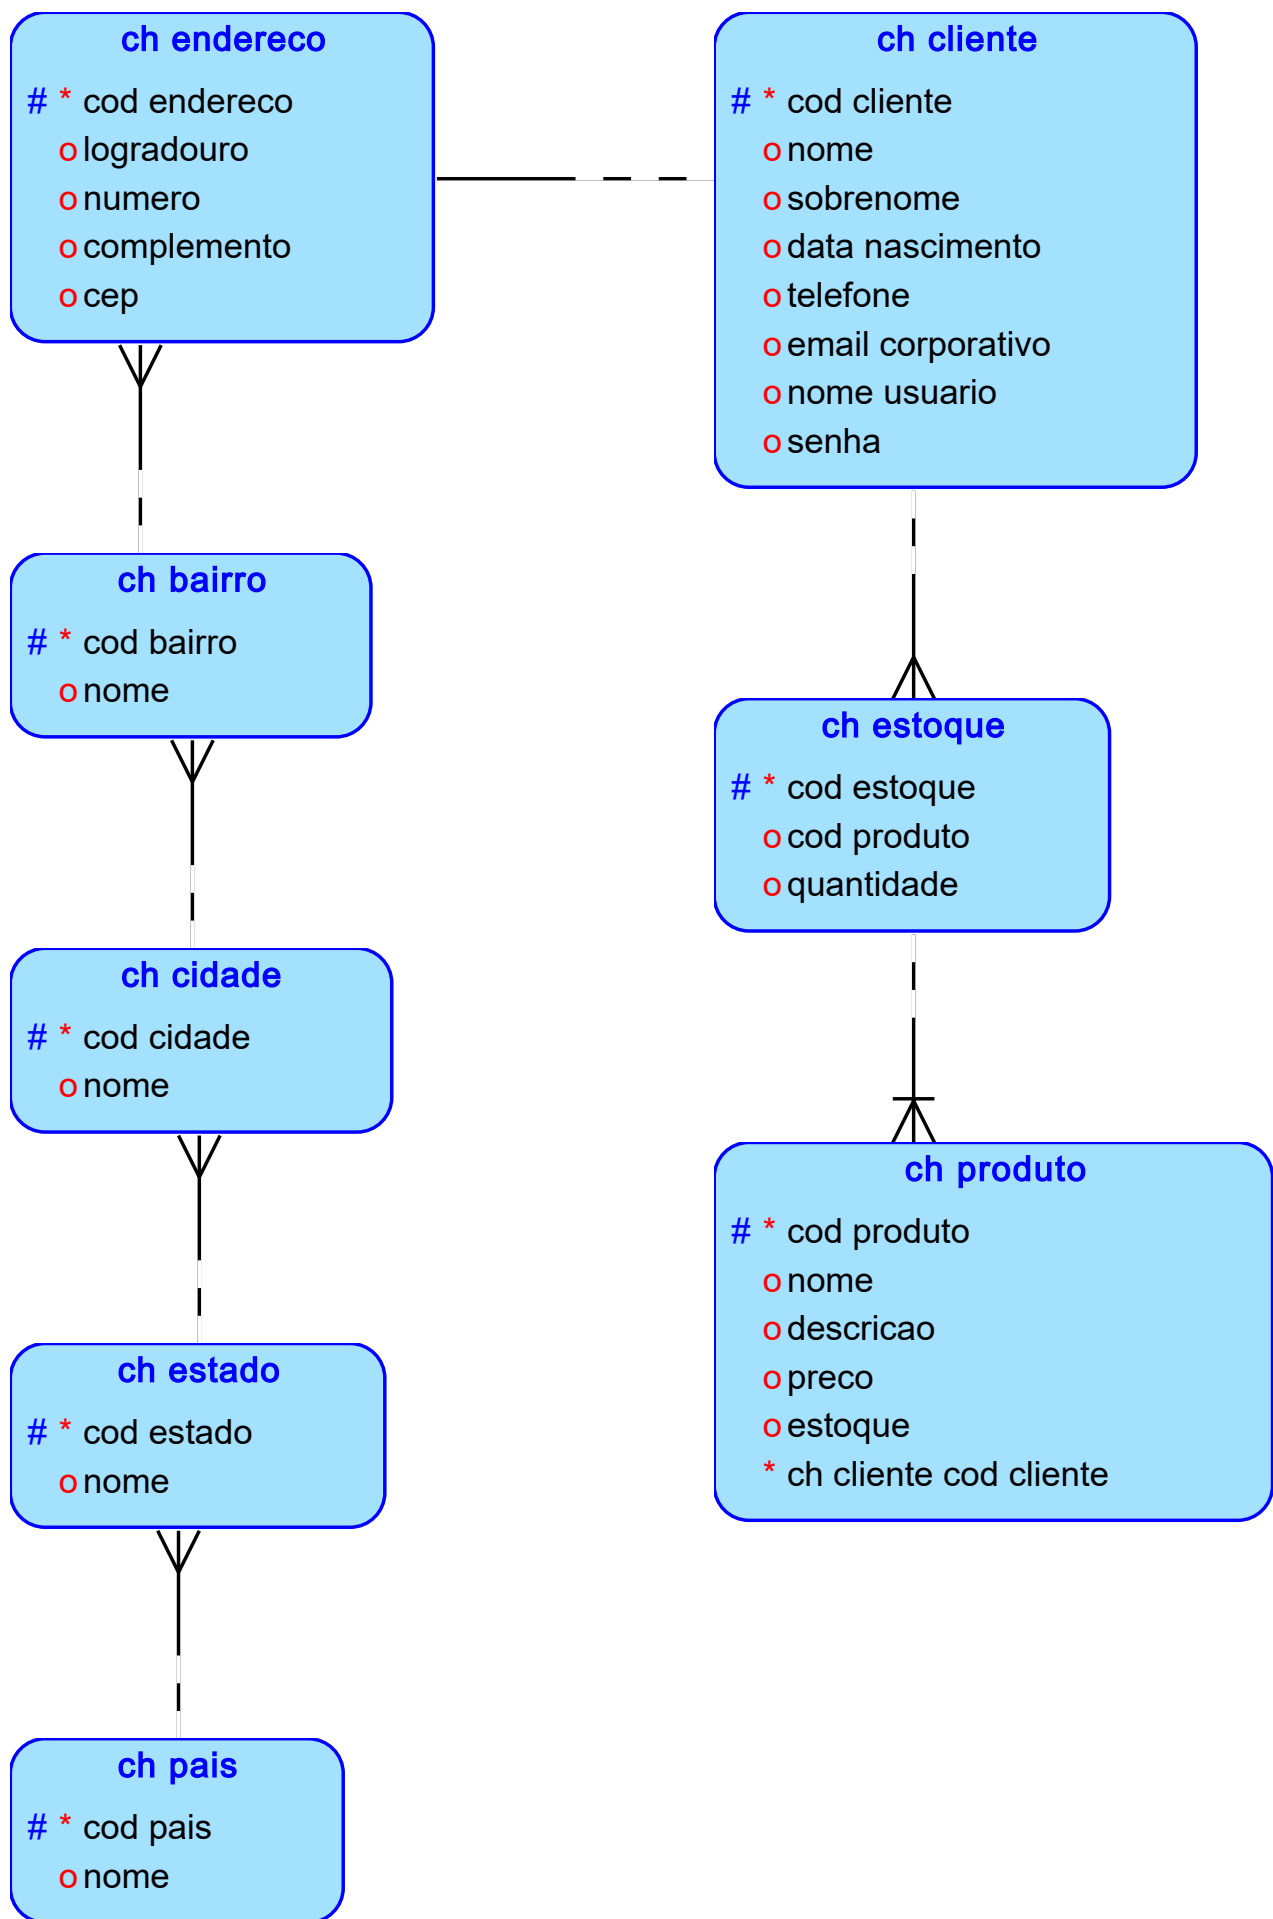 ch endereco
# * cod endereco
o logradouro
o numero
o complemento
o cep
ch cliente
# * cod cliente
o nome
o sobrenome
o data nascimento
o telefone
o email corporativo
o nome usuario
o senha
ch bairro
# * cod bairro
o nome
ch estoque
# * cod estoque
o cod produto
o quantidade
ch cidade
# * cod cidade
o nome
ch produto
# * cod produto
o nome
o descricao
o preco
o estoque
* ch cliente cod cliente
ch estado
# * cod estado
o nome
ch pais
# * cod pais
o nome